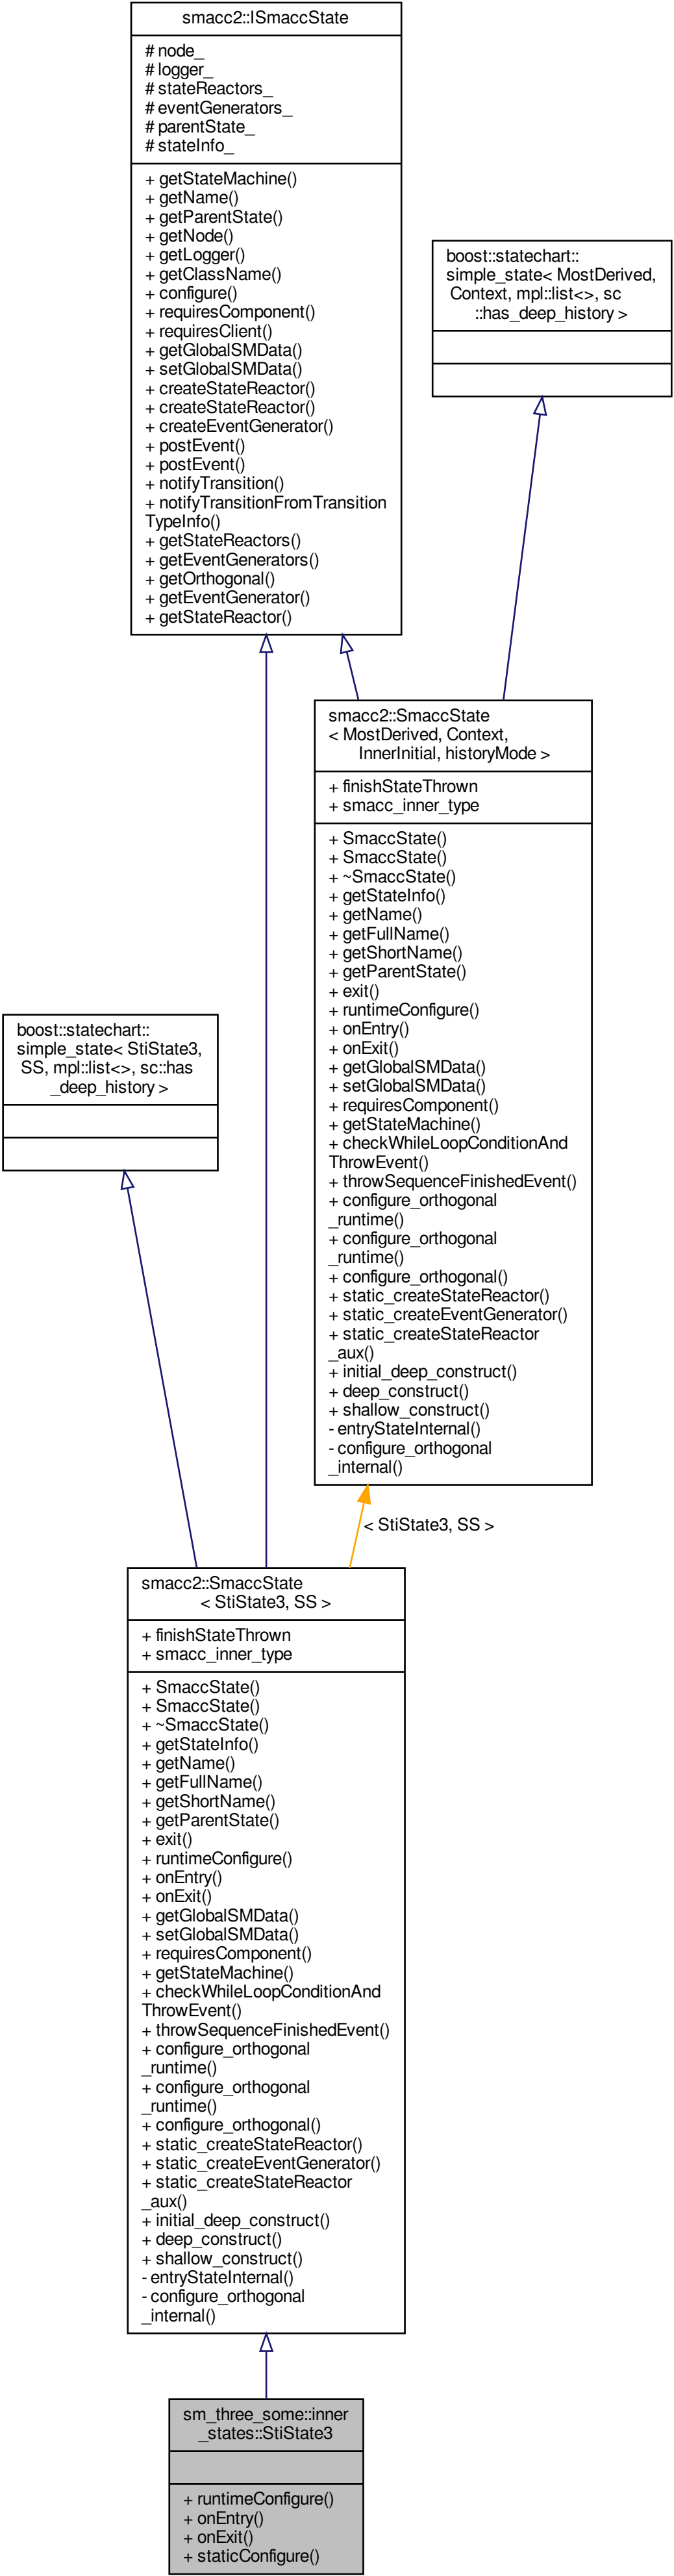 smacc2::ISmaccState
# node_
# logger_
# stateReactors_
# eventGenerators_
# parentState_
# stateInfo_
+ getStateMachine()
+ getName()
+ getParentState()
+ getNode()
+ getLogger()
+ getClassName()
+ configure()
+ requiresComponent()
+ requiresClient()
+ getGlobalSMData()
+ setGlobalSMData()
+ createStateReactor()
+ createStateReactor()
+ createEventGenerator()
+ postEvent()
+ postEvent()
+ notifyTransition()
+ notifyTransitionFromTransition
TypeInfo()
+ getStateReactors()
+ getEventGenerators()
+ getOrthogonal()
+ getEventGenerator()
+ getStateReactor()
boost::statechart::
simple_state< MostDerived,
Context, mpl::list<>, sc
::has_deep_history >
smacc2::SmaccState
< MostDerived, Context,
InnerInitial, historyMode >
+ finishStateThrown
+ smacc_inner_type
+ SmaccState()
+ SmaccState()
+ ~SmaccState()
+ getStateInfo()
+ getName()
+ getFullName()
+ getShortName()
+ getParentState()
+ exit()
+ runtimeConfigure()
+ onEntry()
+ onExit()
+ getGlobalSMData()
+ setGlobalSMData()
+ requiresComponent()
+ getStateMachine()
+ checkWhileLoopConditionAnd
ThrowEvent()
+ throwSequenceFinishedEvent()
+ configure_orthogonal
_runtime()
+ configure_orthogonal
_runtime()
+ configure_orthogonal()
+ static_createStateReactor()
+ static_createEventGenerator()
+ static_createStateReactor
_aux()
+ initial_deep_construct()
+ deep_construct()
+ shallow_construct()
- entryStateInternal()
- configure_orthogonal
_internal()
boost::statechart::
simple_state< StiState3,
SS, mpl::list<>, sc::has
_deep_history >
< StiState3, SS >
smacc2::SmaccState
< StiState3, SS >
+ finishStateThrown
+ smacc_inner_type
+ SmaccState()
+ SmaccState()
+ ~SmaccState()
+ getStateInfo()
+ getName()
+ getFullName()
+ getShortName()
+ getParentState()
+ exit()
+ runtimeConfigure()
+ onEntry()
+ onExit()
+ getGlobalSMData()
+ setGlobalSMData()
+ requiresComponent()
+ getStateMachine()
+ checkWhileLoopConditionAnd
ThrowEvent()
+ throwSequenceFinishedEvent()
+ configure_orthogonal
_runtime()
+ configure_orthogonal
_runtime()
+ configure_orthogonal()
+ static_createStateReactor()
+ static_createEventGenerator()
+ static_createStateReactor
_aux()
+ initial_deep_construct()
+ deep_construct()
+ shallow_construct()
- entryStateInternal()
- configure_orthogonal
_internal()
sm_three_some::inner
_states::StiState3
+ runtimeConfigure()
+ onEntry()
+ onExit()
+ staticConfigure()